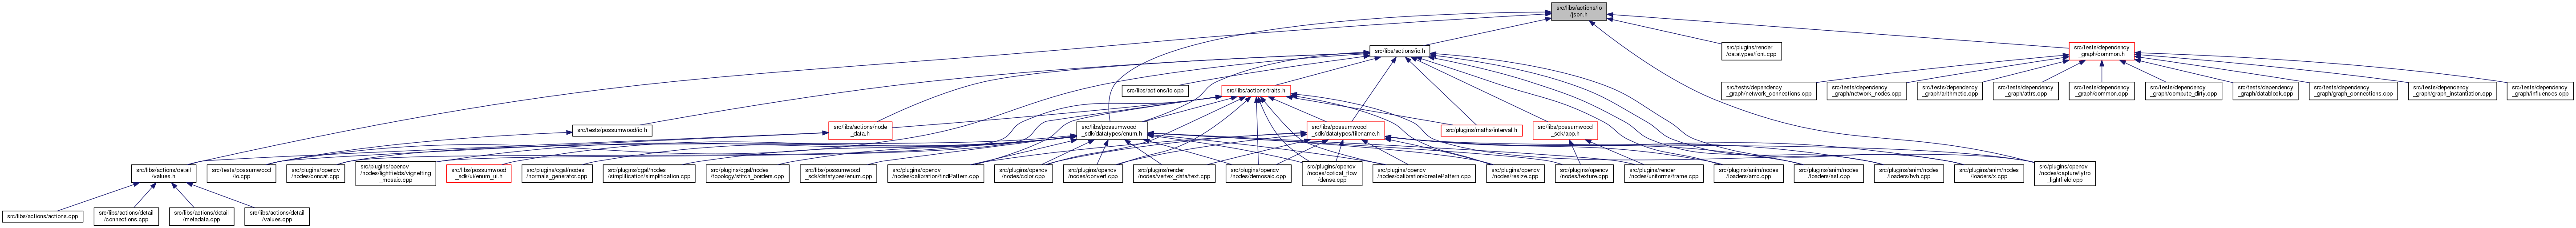 src/libs/actions/io
/json.h
src/libs/actions/io.h
src/plugins/render
/datatypes/font.cpp
src/tests/dependency
_graph/common.h
src/libs/actions/io.cpp
src/libs/actions/traits.h
src/tests/dependency
_graph/network_connections.cpp
src/tests/dependency
_graph/network_nodes.cpp
src/tests/dependency
_graph/arithmetic.cpp
src/tests/dependency
_graph/attrs.cpp
src/tests/dependency
_graph/common.cpp
src/tests/dependency
_graph/compute_dirty.cpp
src/tests/dependency
_graph/datablock.cpp
src/tests/dependency
_graph/graph_connections.cpp
src/tests/dependency
_graph/graph_instantiation.cpp
src/tests/dependency
_graph/influences.cpp
src/tests/possumwood/io.h
src/libs/actions/node
_data.h
src/libs/possumwood
_sdk/datatypes/enum.h
src/libs/possumwood
_sdk/datatypes/filename.h
src/plugins/maths/interval.h
src/libs/possumwood
_sdk/app.h
src/libs/actions/detail
/values.h
src/tests/possumwood
/io.cpp
src/plugins/opencv
/nodes/concat.cpp
src/plugins/opencv
/nodes/lightfields/vignetting
_mosaic.cpp
src/libs/possumwood
_sdk/ui/enum_ui.h
src/plugins/cgal/nodes
/normals_generator.cpp
src/plugins/cgal/nodes
/simplification/simplification.cpp
src/plugins/cgal/nodes
/topology/stitch_borders.cpp
src/libs/possumwood
_sdk/datatypes/enum.cpp
src/plugins/opencv
/nodes/calibration/findPattern.cpp
src/plugins/opencv
/nodes/color.cpp
src/plugins/opencv
/nodes/convert.cpp
src/plugins/render
/nodes/vertex_data/text.cpp
src/plugins/opencv
/nodes/demosaic.cpp
src/plugins/opencv
/nodes/optical_flow
/dense.cpp
src/plugins/opencv
/nodes/calibration/createPattern.cpp
src/plugins/opencv
/nodes/resize.cpp
src/plugins/opencv
/nodes/texture.cpp
src/plugins/render
/nodes/uniforms/frame.cpp
src/plugins/anim/nodes
/loaders/amc.cpp
src/plugins/anim/nodes
/loaders/asf.cpp
src/plugins/anim/nodes
/loaders/bvh.cpp
src/plugins/anim/nodes
/loaders/x.cpp
src/plugins/opencv
/nodes/capture/lytro
_lightfield.cpp
src/libs/actions/actions.cpp
src/libs/actions/detail
/connections.cpp
src/libs/actions/detail
/metadata.cpp
src/libs/actions/detail
/values.cpp